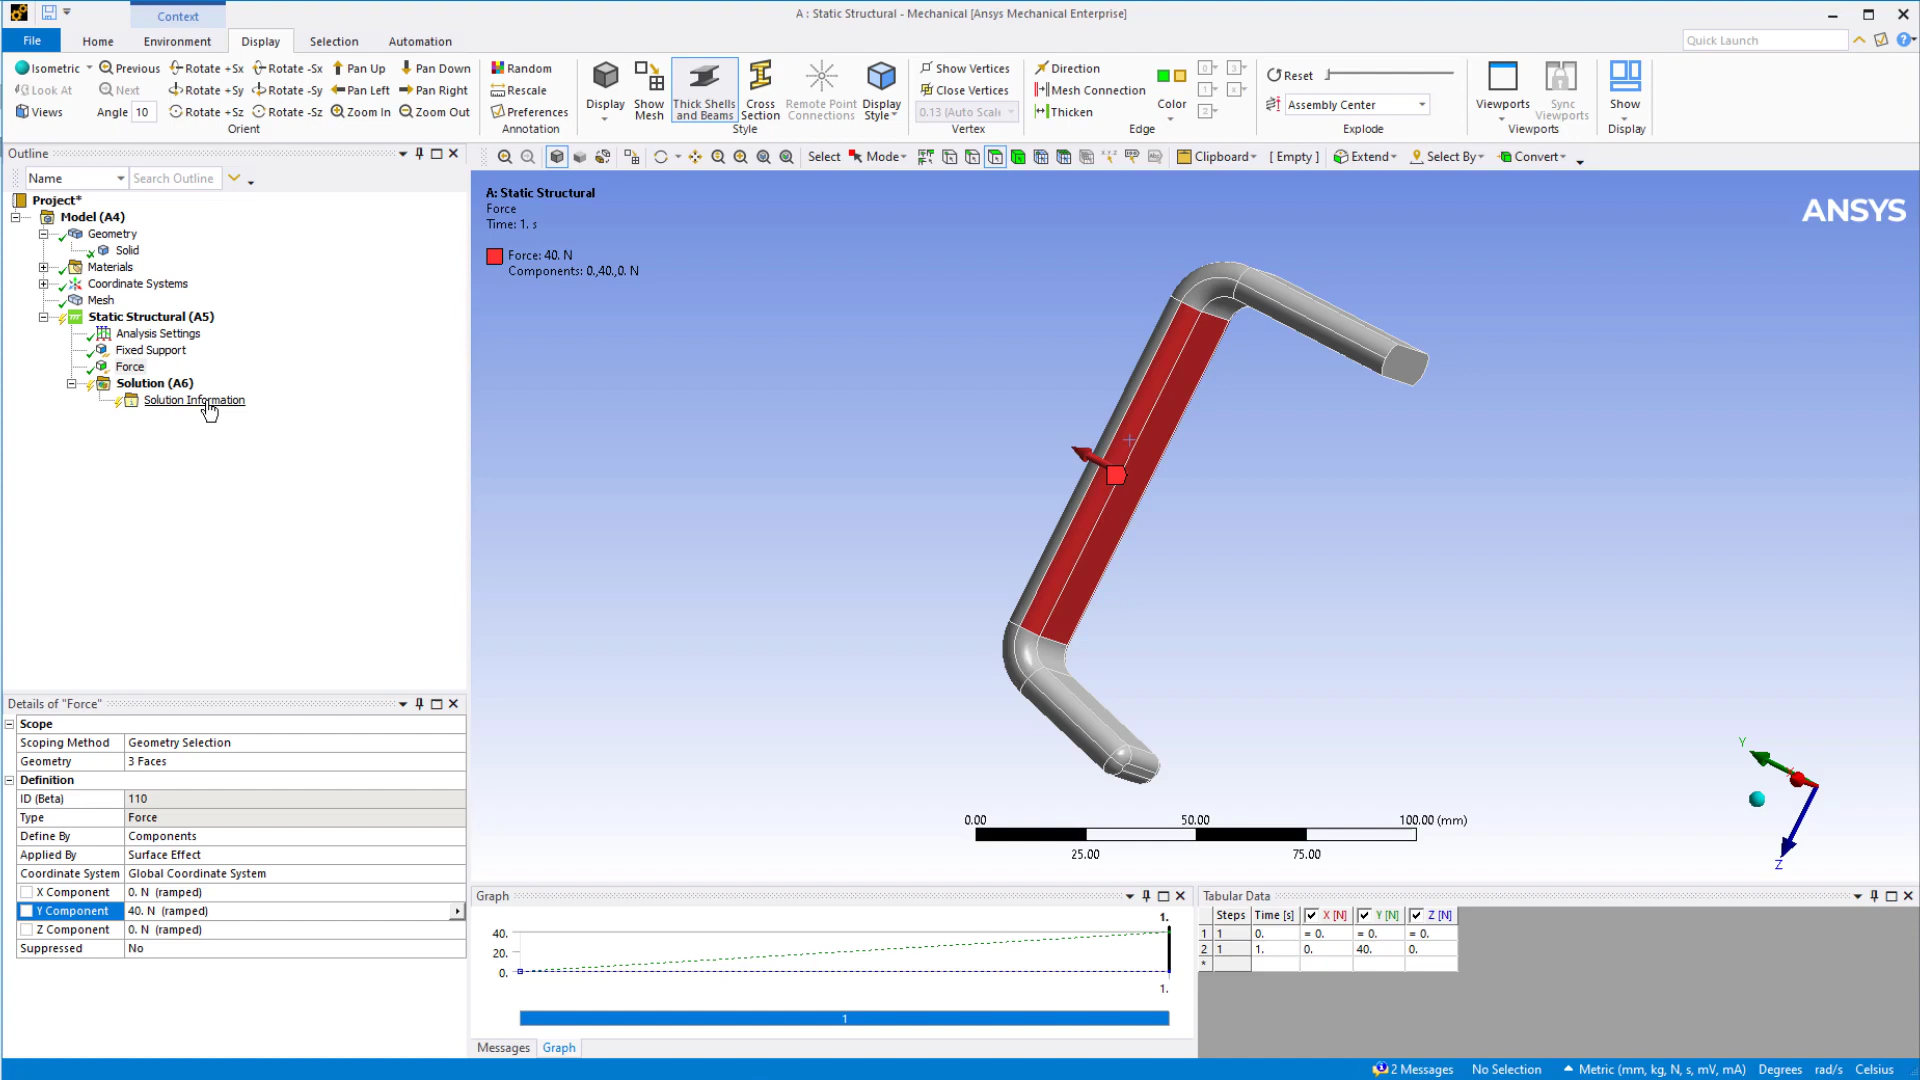 Context
A : Static Structural - Mechanical [Ansys Mechanical Enterprise]
File
Home
Environment
Display
Selection
Automation
Quick Launch
Isometric
Previous
Rotate +Sx
Rotate -Sx
Pan Up
Pan Down
Look At
Next
Rotate +Sy
Rotate -Sy
Pan Left
Pan Right
Views
Angle 10
Rotate +Sz
Rotate -Sz
Zoom In
Zoom Out
Orient
Random
Rescale
Preferences
Annotation
Display
Show Mesh
Thick Shells and Beams
Cross Section
Remote Point Connections
Display Style
Style
Show Vertices
Close Vertices
0.13 (Auto Scale
Vertex
Direction
Mesh Connection
Thicken
Color
Edge
Reset
Assembly Center
Explode
Viewports
Sync Viewports
Viewports
Show
Display
Outline
Select
Mode
Clipboard
[ Empty ]
Extend
Select By
Convert
Name
Search Outline
Project*
Model (A4)
Geometry
Solid
Materials
Coordinate Systems
Mesh
Static Structural (A5)
Analysis Settings
Fixed Support
Force
Solution (A6)
Solution Information
A: Static Structural
Force
Time: 1. s
Force: 40. N
Components: 0.,40.,0. N
ANSYS
Y
Z
0.00
50.00
100.00 (mm)
25.00
75.00
Details of "Force"
Scope
Scoping Method Geometry Selection
Geometry 3 Faces
Definition
ID (Beta) 110
Type Force
Define By Components
Applied By Surface Effect
Coordinate System Global Coordinate System
X Component 0. N (ramped)
Y Component 40. N (ramped)
Z Component 0. N (ramped)
Suppressed No
Graph
1.
40.
20.
0.
1.
1
Messages
Graph
Tabular Data
Steps Time [s] X [N] Y [N] Z [N]
1 1 0. = 0. = 0. = 0.
2 1 1. 0. 40. 0.
*
2 Messages
No Selection
Metric (mm, kg, N, s, mV, mA)
Degrees
rad/s
Celsius